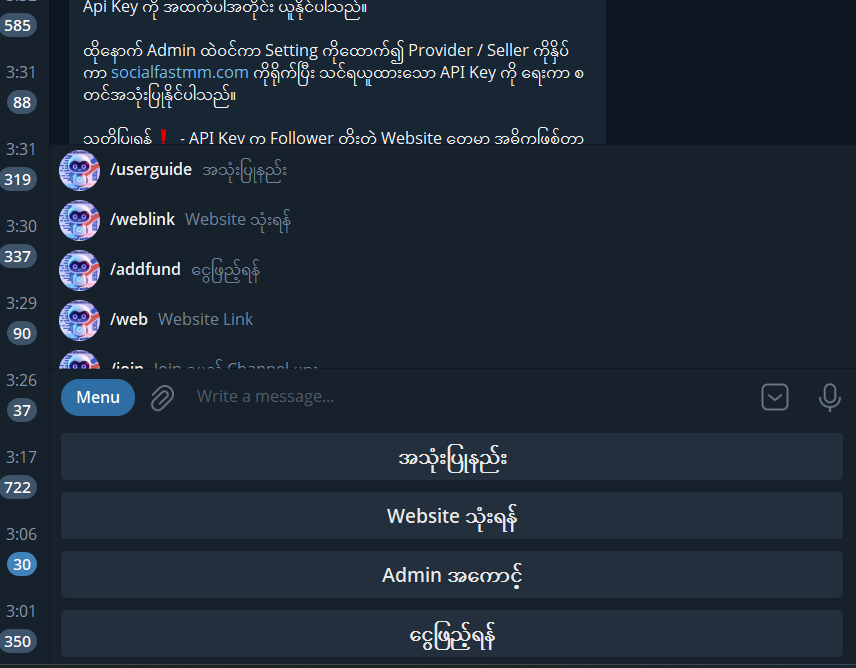 Api Key ကို အထက်ပါအတိုင်း ယူနိုင်ပါသည်။
585
ထိုနောက် Admin ထဲဝင်ကာ Setting ကိုထောက်၍ Provider / Seller ကိုနှိပ်
3:31
ကာ socialfastmm.com ကိုရိုက်ပြီး သင်ရယူထားသော API Key ကို ရေးကာ စ
88
တင်အသုံးပြုနိုင်ပါသည်။
သတိပြုရန်❗ - API Key က Follower တိုးတဲ့ Website တွေမှာ အဓိကဖြစ်တာ
3:31
319
/userguide အသုံးပြုနည်း
3:30
/weblink Website သုံးရန်
337
/addfund ငွေဖြည့်ရန်
3:29
90
/web Website Link
/join Join
3:26
37
Menu Write a message...
3:17
အသုံးပြုနည်း
722
Website သုံးရန်
3:06
30
Admin အကောင့်
3:01
350
ငွေဖြည့်ရန်